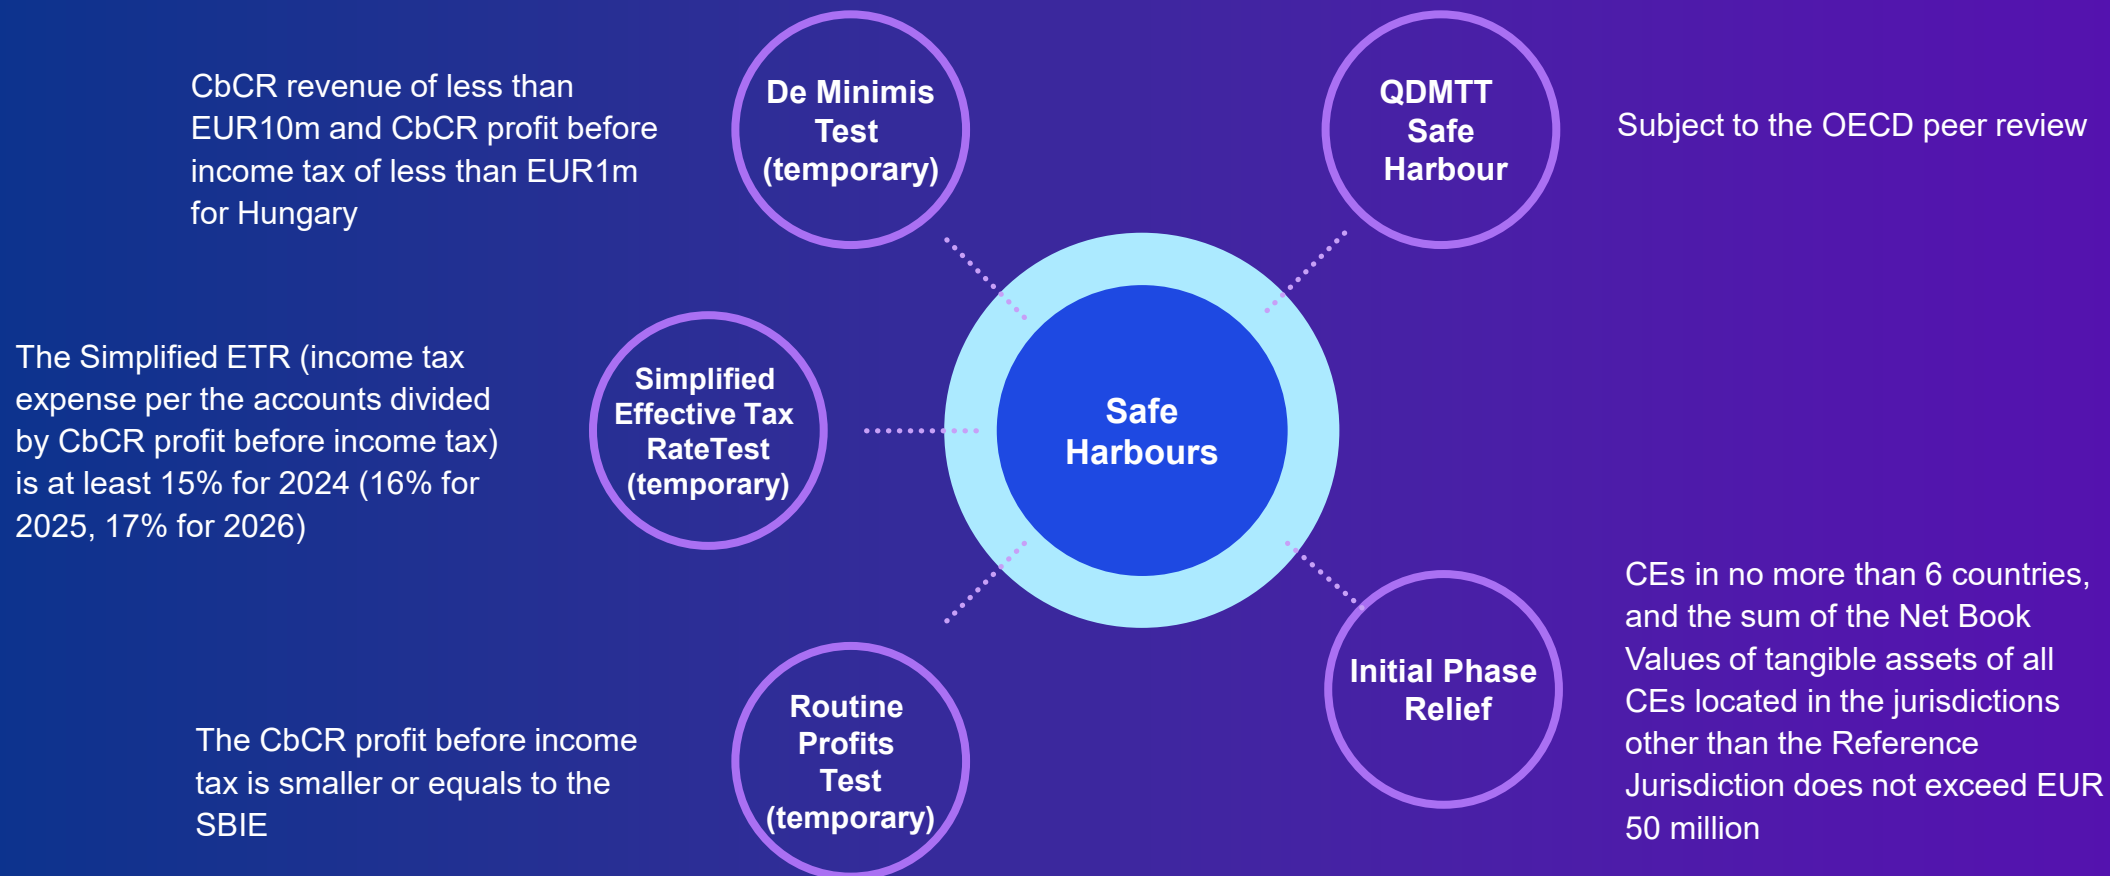 CbCR revenue of less than
EUR10m and CbCR profit before
income tax of less than EUR1m
for Hungary
De Minimis
Test
(temporary)
QDMTT
Safe
Harbour
Subject to the OECD peer review
The Simplified ETR (income tax
expense per the accounts divided
by CbCR profit before income tax)
is at least 15% for 2024 (16% for
2025, 17% for 2026)
Simplified
Effective Tax
RateTest
(temporary)
Safe
Harbours
The CbCR profit before income
tax is smaller or equals to the
SBIE
Routine
Profits
Test
(temporary)
Initial Phase
Relief
CEs in no more than 6 countries,
and the sum of the Net Book
Values of tangible assets of all
CEs located in the jurisdictions
other than the Reference
Jurisdiction does not exceed EUR
50 million